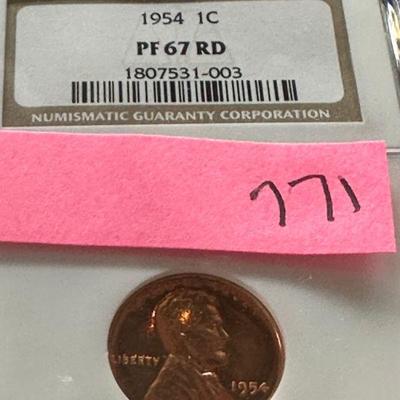 1954 1C
PF 67 RD
1807531-003
NUMISMATIC GUARANTY CORPORATION
771
LIBERTY
1954